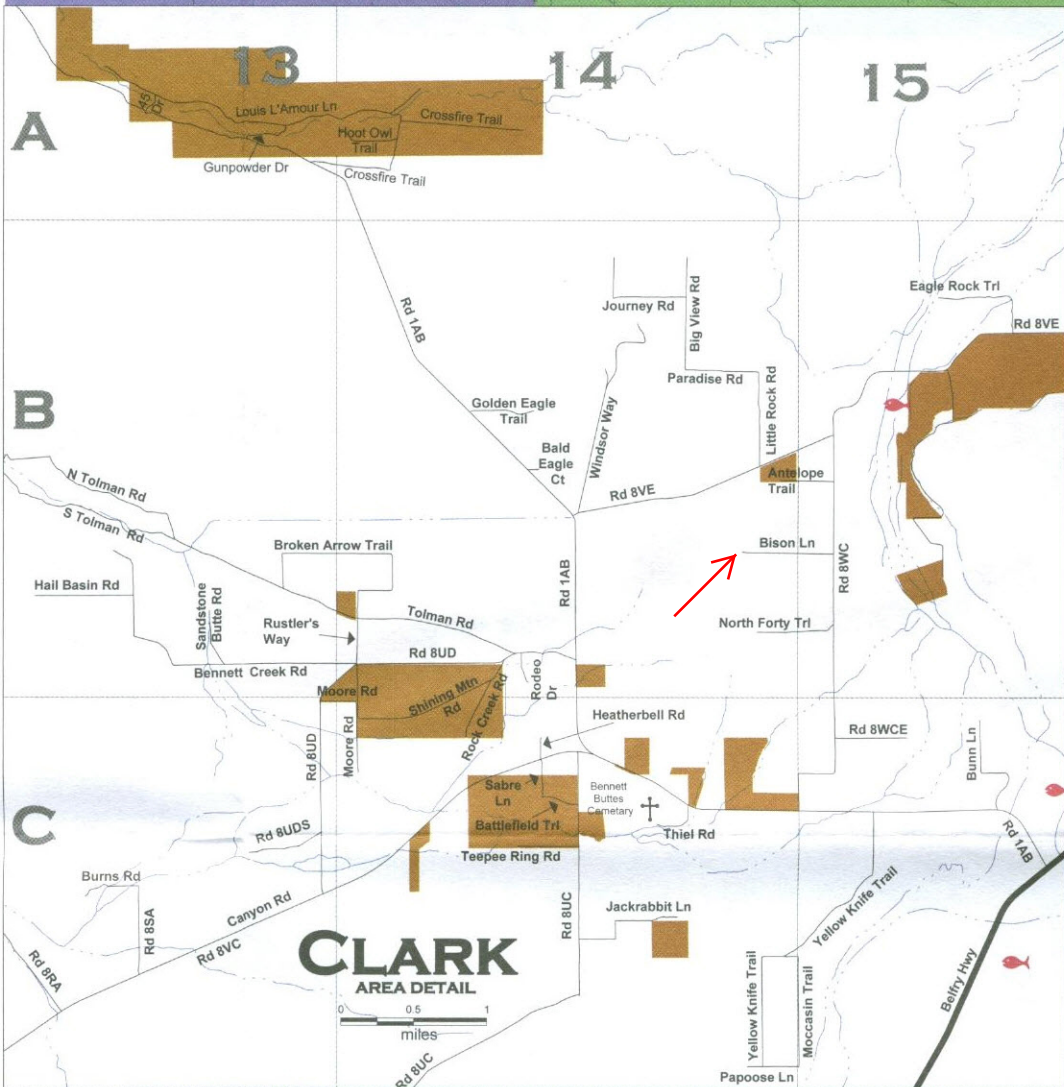 13
14
15
A
45
Dr
Louis L'Amour Ln
Crossfire Trail
Hoot Owl
Trail
Gunpowder Dr
Crossfire Trail
Eagle Rock Trl
Journey Rd
Big View Rd
Rd 1AB
Rd 8VE
Paradise Rd
Little Rock Rd
B
Golden Eagle
Trail
Windsor Way
Bald
Eagle
Ct
N Tolman Rd
Antelope
Trail
Rd 8VE
S Tolman Rd
Broken Arrow Trail
Bison Ln
Rd 1AB
Rd 8WC
Hail Basin Rd
Sandstone
Butte Rd
Rustler's
Way
Tolman Rd
North Forty Trl
Rd 8UD
Bennett Creek Rd
Rodeo
Dr
Moore Rd
Shining Mtn
Rd
Rock Creek Rd
Heatherbell Rd
Rd 8UD
Moore Rd
Rd 8WCE
Bunn Ln
Sabre
Ln
Bennett
Buttes
Cemetary
C
Battlefield Trl
Thiel Rd
Rd 8UDS
Rd 1AB
Teepee Ring Rd
Burns Rd
Yellow Knife Trail
Canyon Rd
Rd 8SA
Rd 8VC
Rd 8UC
Jackrabbit Ln
Rd 8RA
CLARK
AREA DETAIL
0 0.5 1
miles
Yellow Knife Trail
Moccasin Trail
Belfry Hwy
Rd 8UC
Papoose Ln